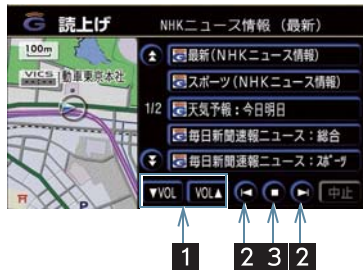 G 読上げ NHKニュース情報 (最新)
100m
VICS 動車東京本社
最新(NHKニュース情報)
スポーツ(NHKニュース情報)
1/2 天気予報:今日明日
毎日新聞速報ニュース:総合
毎日新聞速報ニュース:スポーツ
▼VOL VOL▲ 中止
1 2 3 2